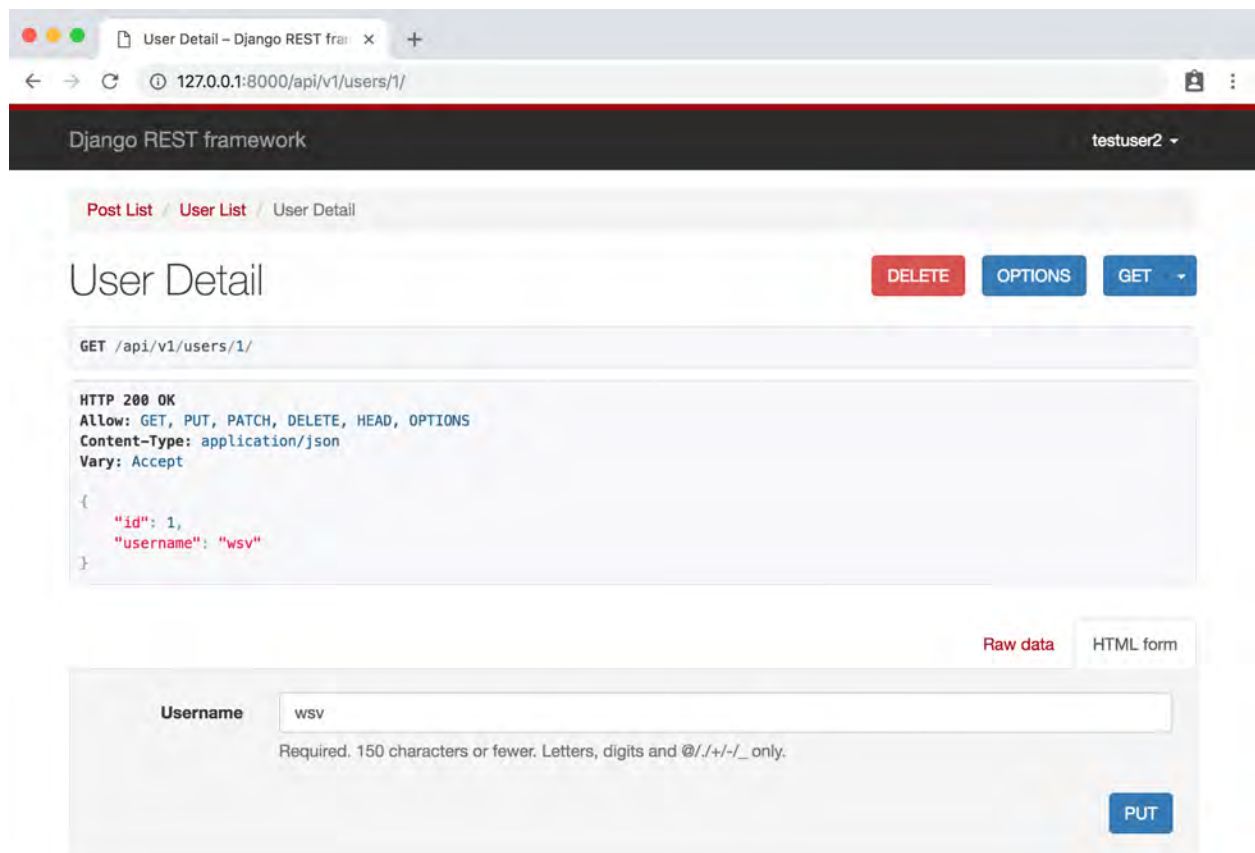 User Detail – Django REST fra
127.0.0.1:8000/api/v1/users/1/
Django REST framework testuser2
Post List / User List / User Detail
User Detail DELETE OPTIONS GET
GET /api/v1/users/1/
HTTP 200 OK
Allow: GET, PUT, PATCH, DELETE, HEAD, OPTIONS
Content-Type: application/json
Vary: Accept
{
"id": 1,
"username": "wsv"
}
Raw data HTML form
Username wsv
Required. 150 characters or fewer. Letters, digits and @/./+/-/_ only.
PUT